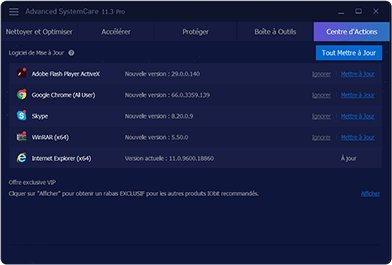 Advanced SystemCare 11.3 Pro
Nettoyer et Optimiser Accélérer Protéger Boîte à Outils Centre d'Actions
Logiciel de Mise à Jour ? Tout Mettre à Jour
Adobe Flash Player ActiveX Nouvelle version : 29.0.0.140 Ignorer Mettre à Jour
Google Chrome (All User) Nouvelle version : 66.0.3359.139 Ignorer Mettre à Jour
Skype Nouvelle version : 8.20.0.9 Ignorer Mettre à Jour
WinRAR (x64) Nouvelle version : 5.50.0 Ignorer Mettre à Jour
Internet Explorer (x64) Version actuelle : 11.0.9600.18860 À jour
Offre exclusive VIP
Cliquer sur "Afficher" pour obtenir un rabas EXCLUSIF pour les autres produits IObit recommandés. Afficher